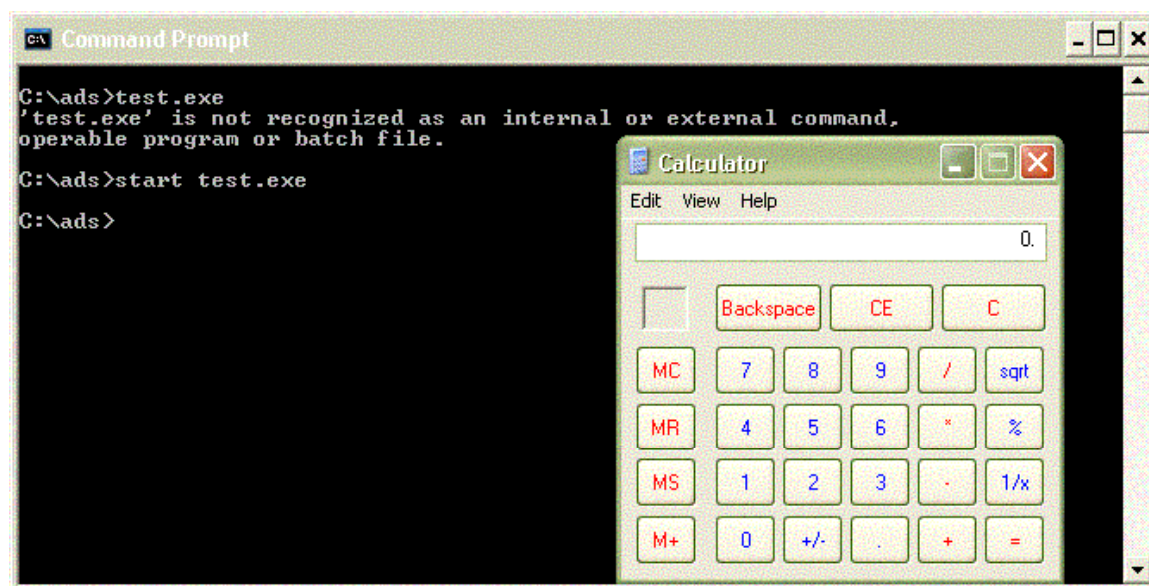 Command Prompt
C:\ads>test.exe
'test.exe' is not recognized as an internal or external command,
operable program or batch file.
C:\ads>start test.exe
C:\ads>
Calculator
Edit View Help
0.
Backspace CE C
MC 7 8 9 / sqrt
MR 4 5 6 * %
MS 1 2 3 - 1/x
M+ 0 +/- . + =